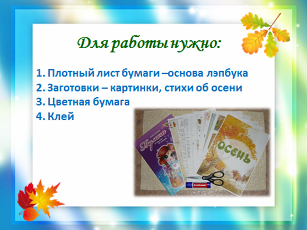 Для работы нужно:
1. Плотный лист бумаги –основа лэпбука
2. Заготовки – картинки, стихи об осени
3. Цветная бумага
4. Клей
ОСЕНЬ